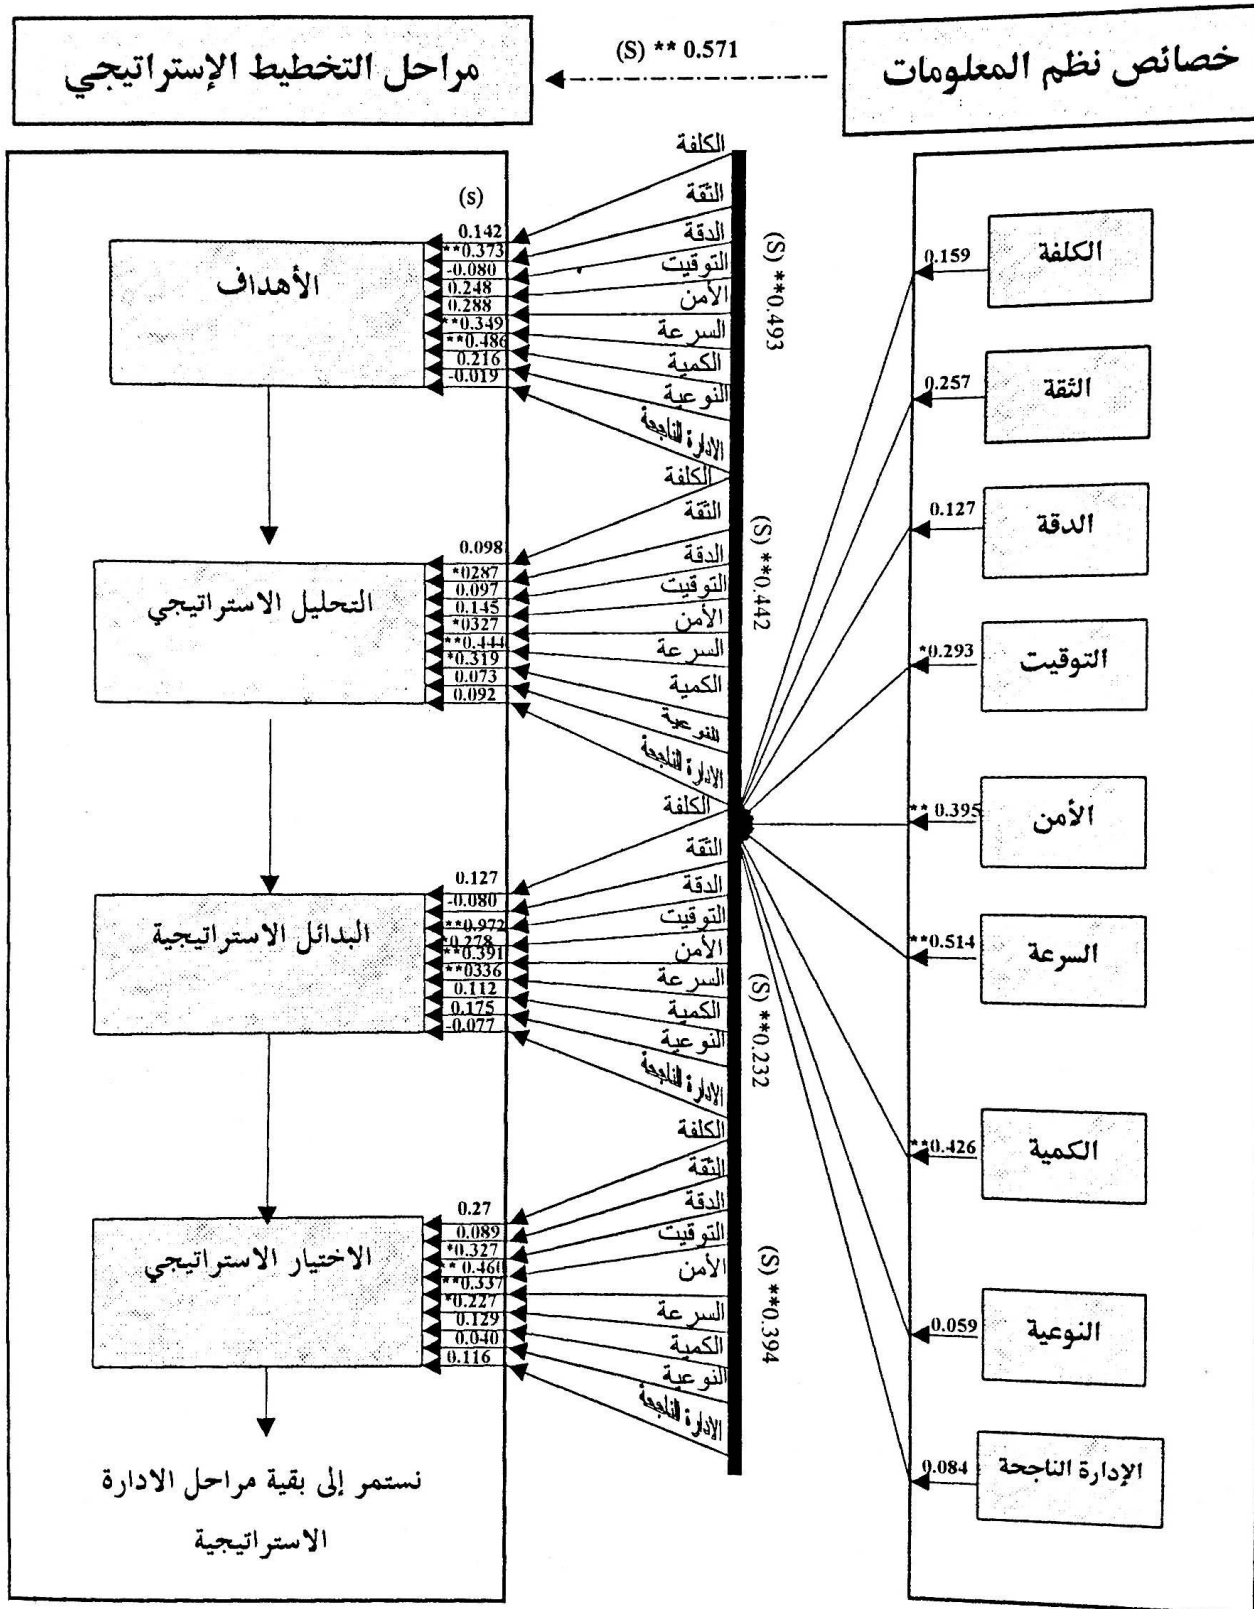 خصائص نظم المعلومات
(S) ** 0.571
مراحل التخطيط الإستراتيجي
الكلفة
0.159
الثقة
0.257
الدقة
0.127
التوقيت
*0.293
الأمن
** 0.395
السرعة
**0.514
الكمية
**0.426
النوعية
0.059
الإدارة الناجحة
0.084
(S) **0.493
(S) **0.442
(S) **0.232
(S) **0.394
الكلفة
الثقة
الدقة
التوقيت
الأمن
السرعة
الكمية
النوعية
الادارة الناجحة
(s)
0.142
**0.373
-0.080
0.248
0.288
**0.349
**0.486
0.216
-0.019
الأهداف
الكلفة
الثقة
الدقة
التوقيت
الأمن
السرعة
الكمية
النوعية
الادارة الناجحة
0.098
*0287
0.097
0.145
*0327
**0.444
*0.319
0.073
0.092
التحليل الاستراتيجي
الكلفة
الثقة
الدقة
التوقيت
الأمن
السرعة
الكمية
النوعية
الادارة الناجحة
0.127
-0.080
**0.972
*0.278
**0.391
**0336
0.112
0.175
-0.077
البدائل الاستراتيجية
الكلفة
الثقة
الدقة
التوقيت
الأمن
السرعة
الكمية
النوعية
الادارة الناجحة
0.27
0.089
*0.327
** 0.460
**0.337
*0.227
0.129
0.040
0.116
الاختيار الاستراتيجي
نستمر إلى بقية مراحل الادارة
الاستراتيجية